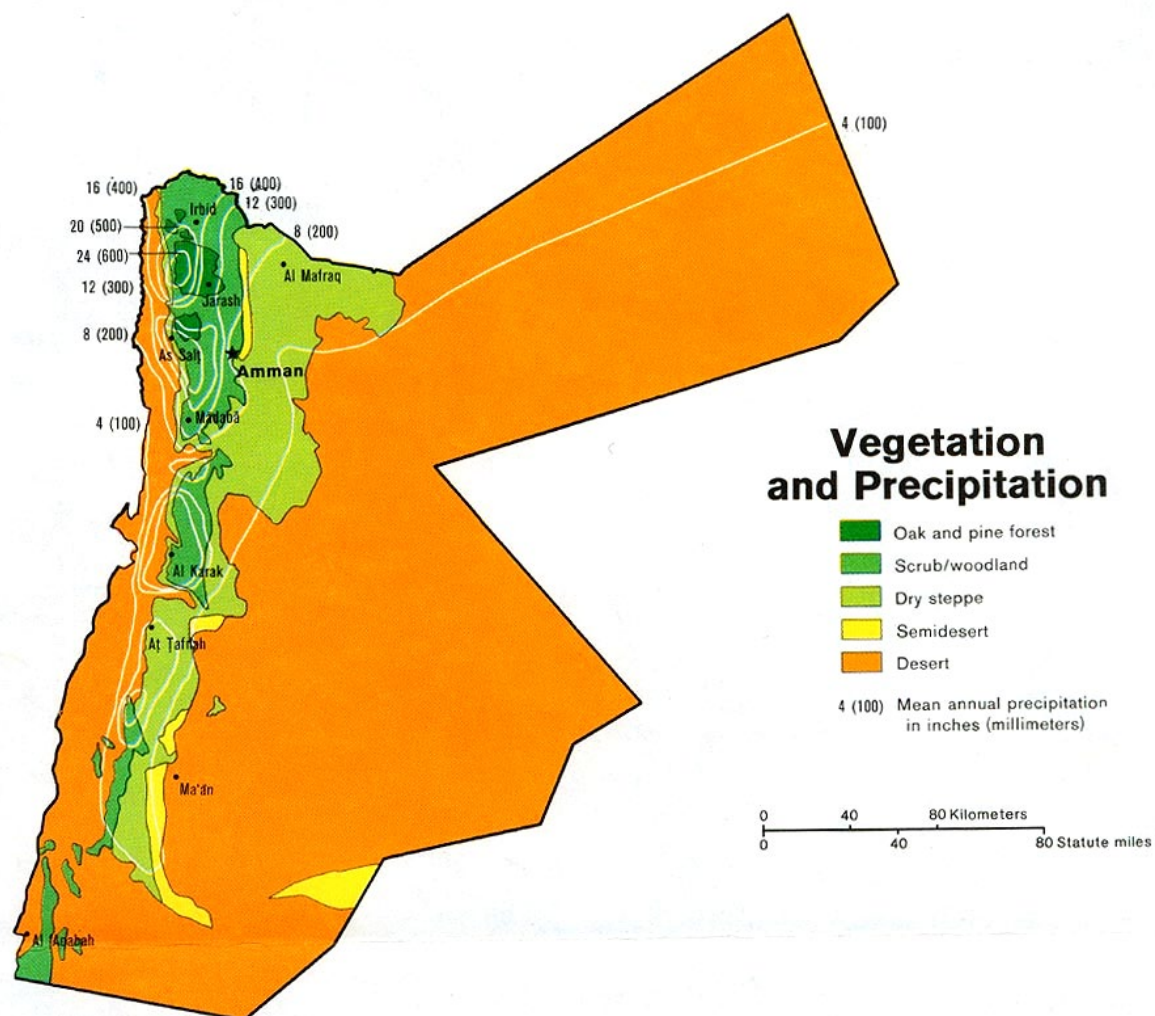 4 (100)
16 (400)
16 (400)
12 (300)
Irbid
20 (500)
8 (200)
24 (600)
Al Mafraq
12 (300)
Jarash
8 (200)
As Salţ
Amman
Mādabā
4 (100)
Vegetation
and Precipitation
Oak and pine forest
Scrub/woodland
Dry steppe
Semidesert
Desert
4 (100) Mean annual precipitation
in inches (millimeters)
Al Karak
Aţ Ţafīlah
Ma'ān
0 40 80 Kilometers
0 40 80 Statute miles
Al 'Aqabah